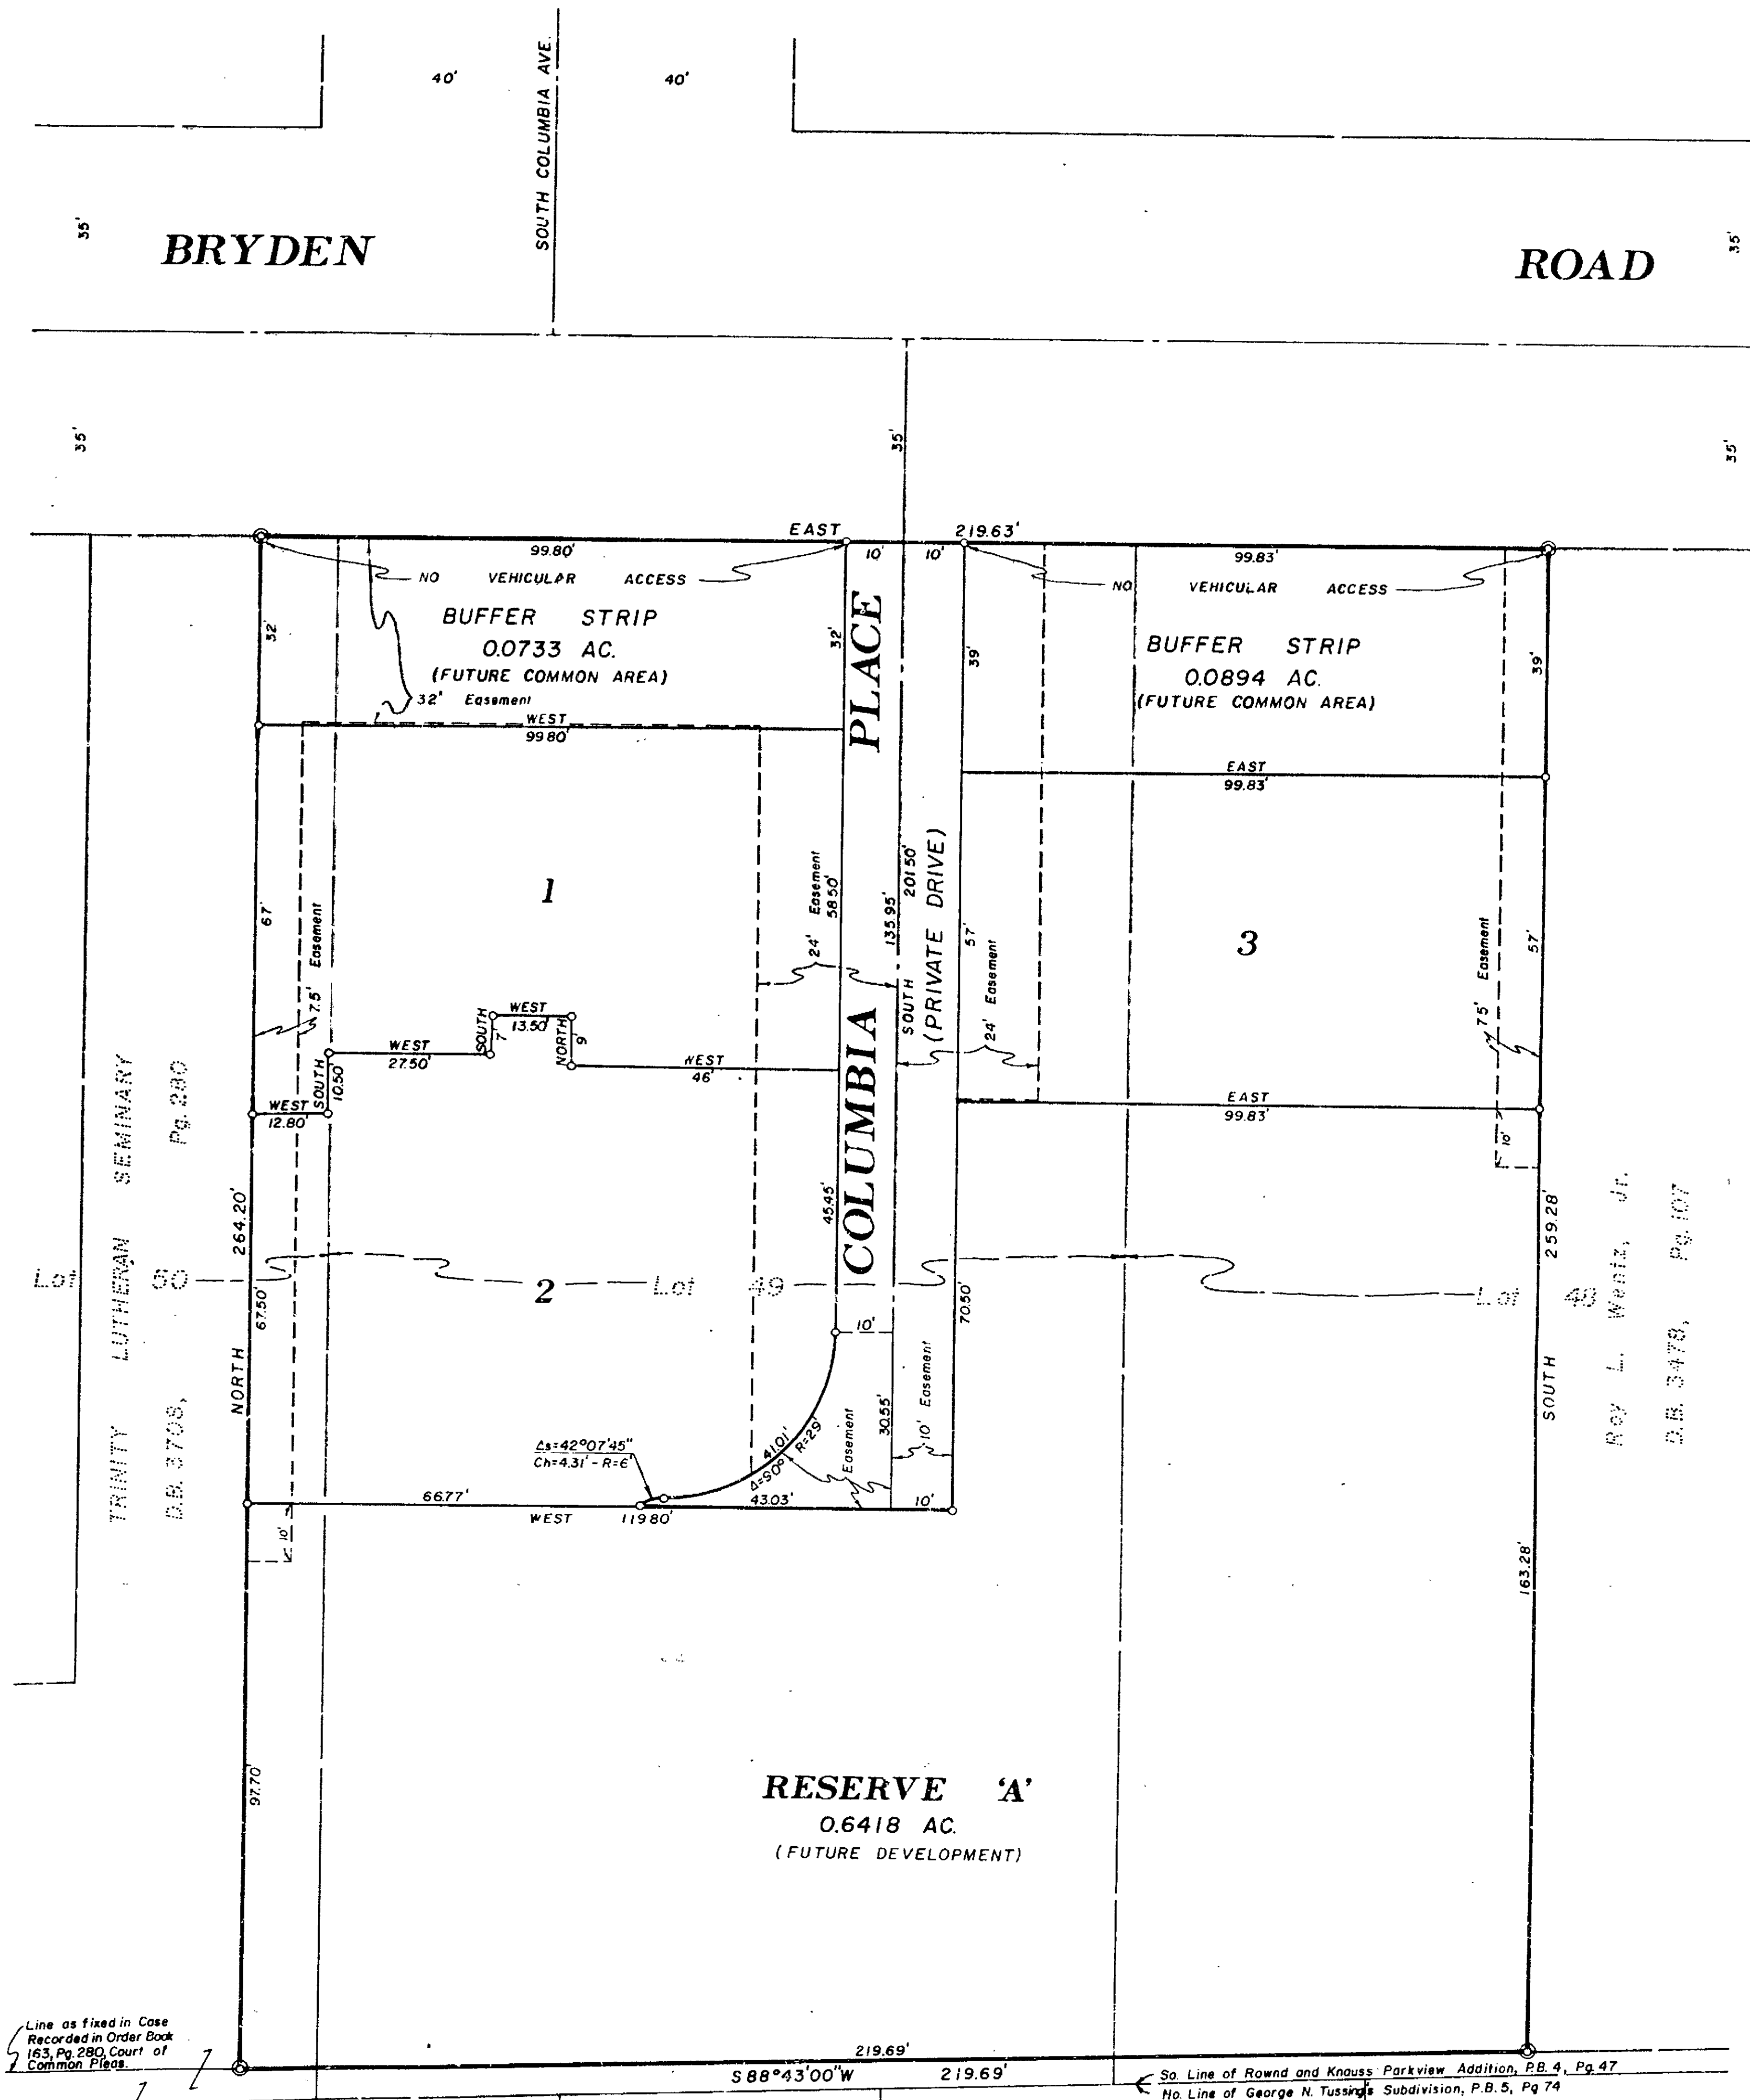 40'
40'
SOUTH COLUMBIA AVE.
35'
35'
BRYDEN ROAD
35'
35'
35'
EAST 219.63'
99.80'
10'
10'
99.83'
NO VEHICULAR ACCESS
NO VEHICULAR ACCESS
32'
BUFFER STRIP
0.0733 AC.
(FUTURE COMMON AREA)
32' Easement
32'
39'
BUFFER STRIP
0.0894 AC.
(FUTURE COMMON AREA)
39'
WEST
99.80'
EAST
99.83'
COLUMBIA PLACE
(PRIVATE DRIVE)
SOUTH 201.50'
135.95'
1
67'
7.5' Easement
24' Easement
58.50'
57'
24' Easement
3
7.5' Easement
57'
WEST
13.50'
SOUTH
7'
NORTH
9'
WEST
27.50'
WEST
46'
SOUTH
10.50'
WEST
12.80'
EAST
99.83'
10'
TRINITY LUTHERAN SEMINARY
D.B. 3708, Pg. 280
NORTH 264.20'
67.50'
45.45'
70.50'
SOUTH 259.28'
Roy L. Wentz, Jr.
D.B. 3478, Pg. 107
Lot 50
2
Lot 49
Lot 48
10'
30.55'
10' Easement
Easement
41.01'
R=29'
Δ=90°
Δs=42°07'45"
Ch=4.31' - R=6'
66.77'
43.03'
10'
WEST 119.80'
10'
163.28'
97.70'
RESERVE 'A'
0.6418 AC.
(FUTURE DEVELOPMENT)
Line as fixed in Case
Recorded in Order Book
163, Pg. 280, Court of
Common Pleas.
219.69'
S 88°43'00" W 219.69'
So. Line of Rownd and Knauss Parkview Addition, P.B. 4, Pg. 47
No. Line of George N. Tussing's Subdivision, P.B. 5, Pg 74